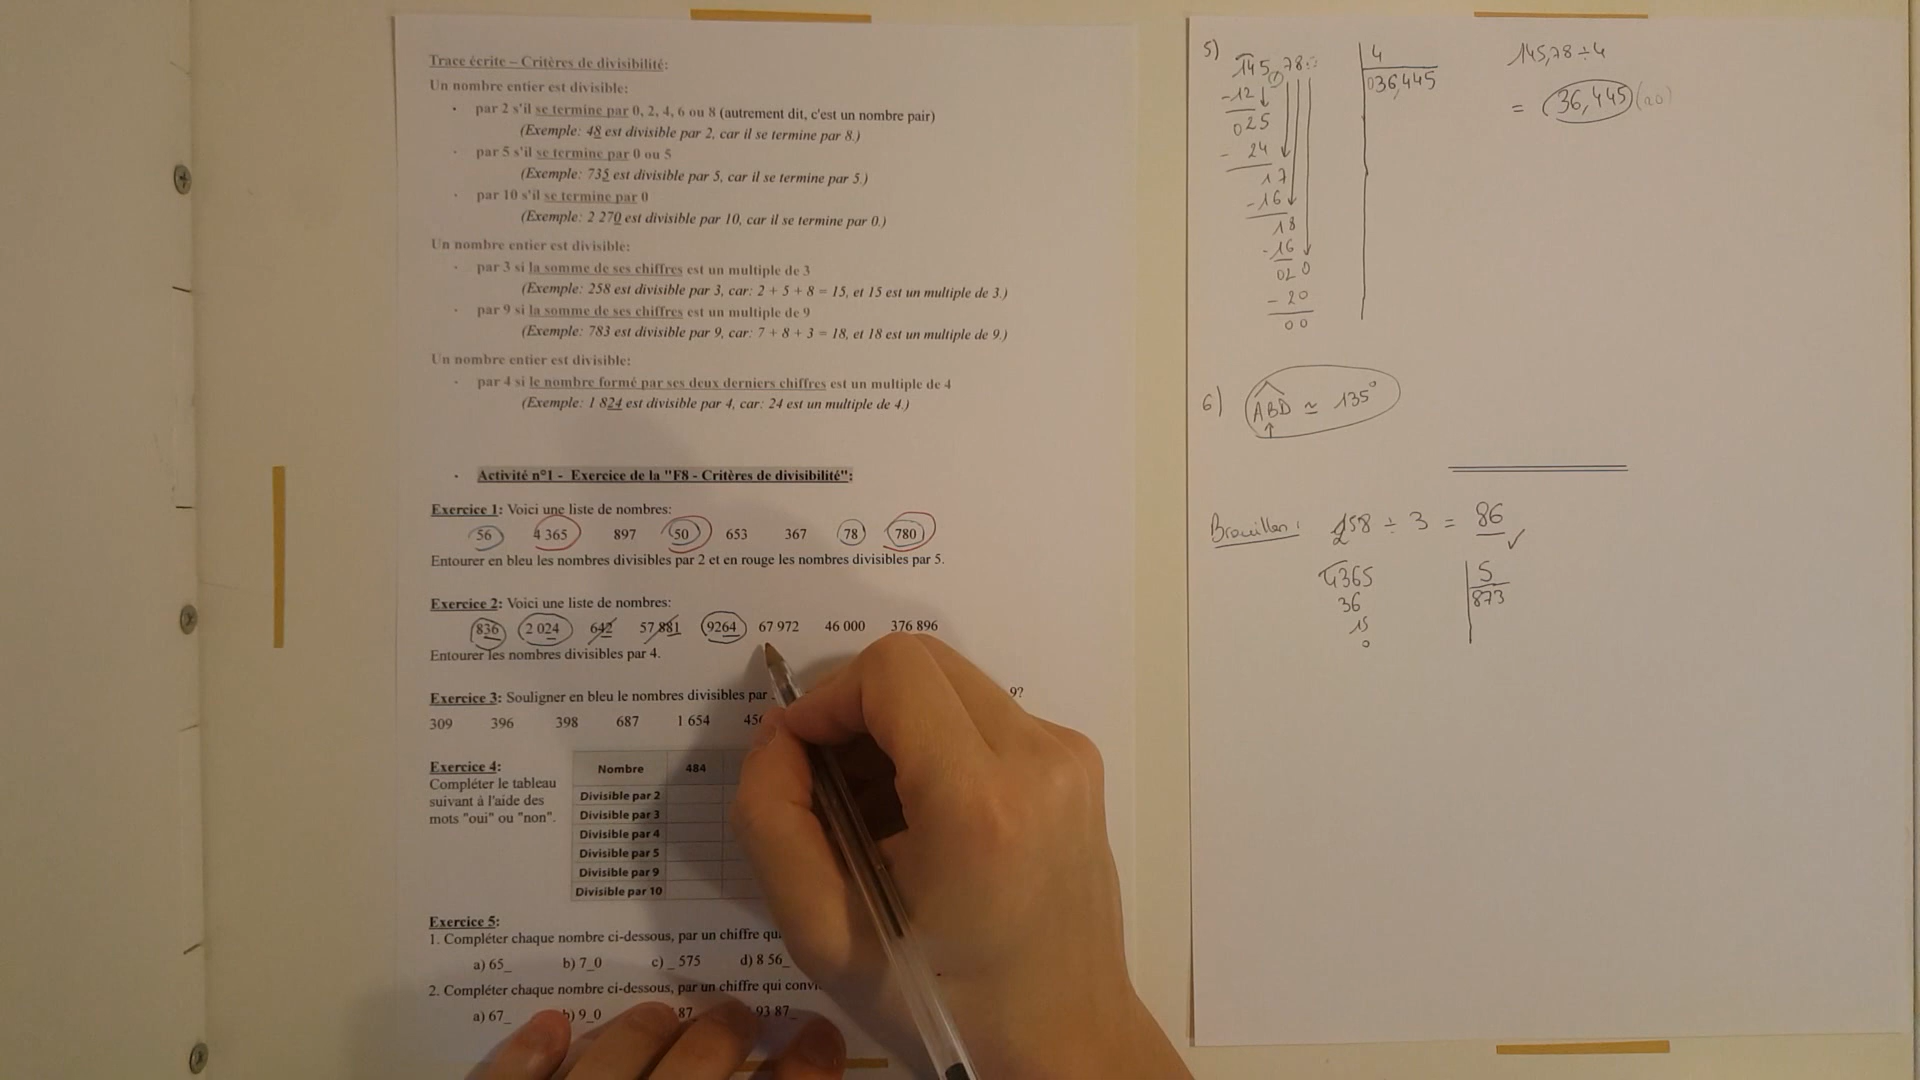 Trace écrite – Critères de divisibilité:
Un nombre entier est divisible:
· par 2 s'il se termine par 0, 2, 4, 6 ou 8 (autrement dit, c'est un nombre pair)
(Exemple: 48 est divisible par 2, car il se termine par 8.)
· par 5 s'il se termine par 0 ou 5
(Exemple: 735 est divisible par 5, car il se termine par 5.)
· par 10 s'il se termine par 0
(Exemple: 2 270 est divisible par 10, car il se termine par 0.)
Un nombre entier est divisible:
· par 3 si la somme de ses chiffres est un multiple de 3
(Exemple: 258 est divisible par 3, car: 2 + 5 + 8 = 15, et 15 est un multiple de 3.)
· par 9 si la somme de ses chiffres est un multiple de 9
(Exemple: 783 est divisible par 9, car: 7 + 8 + 3 = 18, et 18 est un multiple de 9.)
Un nombre entier est divisible:
· par 4 si le nombre formé par ses deux derniers chiffres est un multiple de 4
(Exemple: 1 824 est divisible par 4, car: 24 est un multiple de 4.)
· Activité n°1 - Exercice de la "F8 - Critères de divisibilité":
Exercice 1: Voici une liste de nombres:
56 4 365 897 50 653 367 78 780
Entourer en bleu les nombres divisibles par 2 et en rouge les nombres divisibles par 5.
Exercice 2: Voici une liste de nombres:
836 2 024 642 57 881 9264 67 972 46 000 376 896
Entourer les nombres divisibles par 4.
Exercice 3: Souligner en bleu le nombres divisibles par 9?
309 396 398 687 1 654
Exercice 4:
Compléter le tableau
suivant à l'aide des
mots "oui" ou "non".
Nombre 484
Divisible par 2
Divisible par 3
Divisible par 4
Divisible par 5
Divisible par 9
Divisible par 10
Exercice 5:
1. Compléter chaque nombre ci-dessous, par un chiffre
a) 65_ b) 7_0 c) _ 575 d) 8 56_
2. Compléter chaque nombre ci-dessous, par un chiffre qui
a) 67_ b) 9_0 87_ 93 87_
5) 145,78 4
036,445
-12
025
- 24
17
-16
18
-16
020
- 20
00
145,78 ÷ 4
= 36,445
6) ABD ≃ 135°
Brouillon: 258 ÷ 3 = 86 ✓
4365 5
36 873
15
0